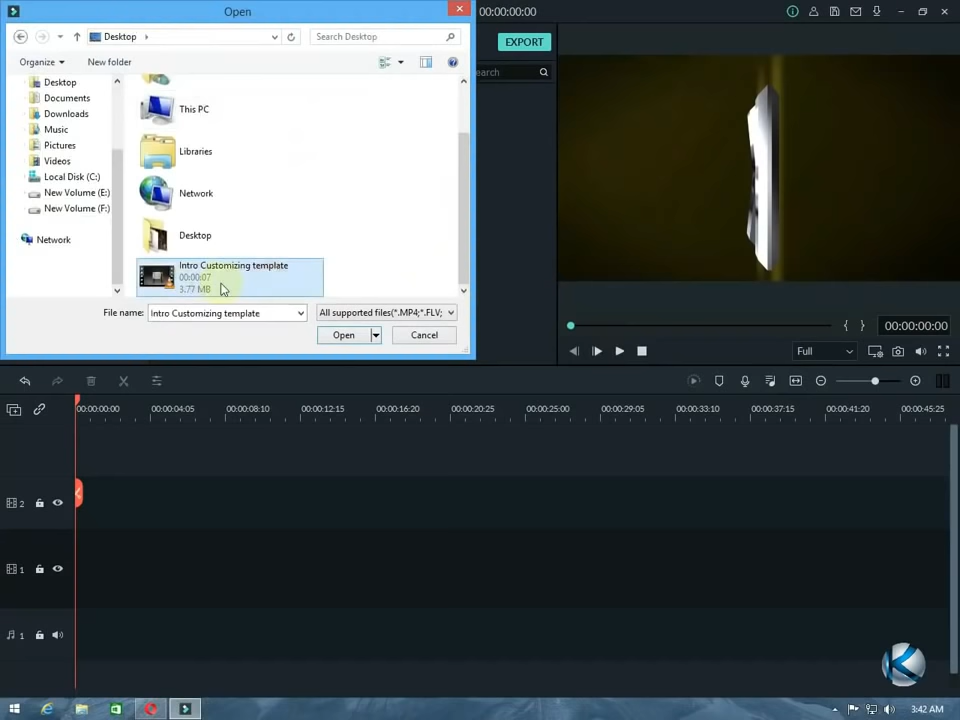 Open
00:00:00:00
Desktop
Search Desktop
EXPORT
Organize
New folder
earch
Desktop
Documents
Downloads
Music
Pictures
Videos
Local Disk (C:)
New Volume (E:)
New Volume (F:)
Network
This PC
Libraries
Network
Desktop
Intro Customizing template
00:00:07
3.77 MB
File name:
Intro Customizing template
All supported files(*.MP4;*.FLV;
Open
Cancel
00:00:00:00
Full
00:00:00:00
00:00:04:05
00:00:08:10
00:00:12:15
00:00:16:20
00:00:20:25
00:00:25:00
00:00:29:05
00:00:33:10
00:00:37:15
00:00:41:20
00:00:45:25
2
1
1
3:42 AM